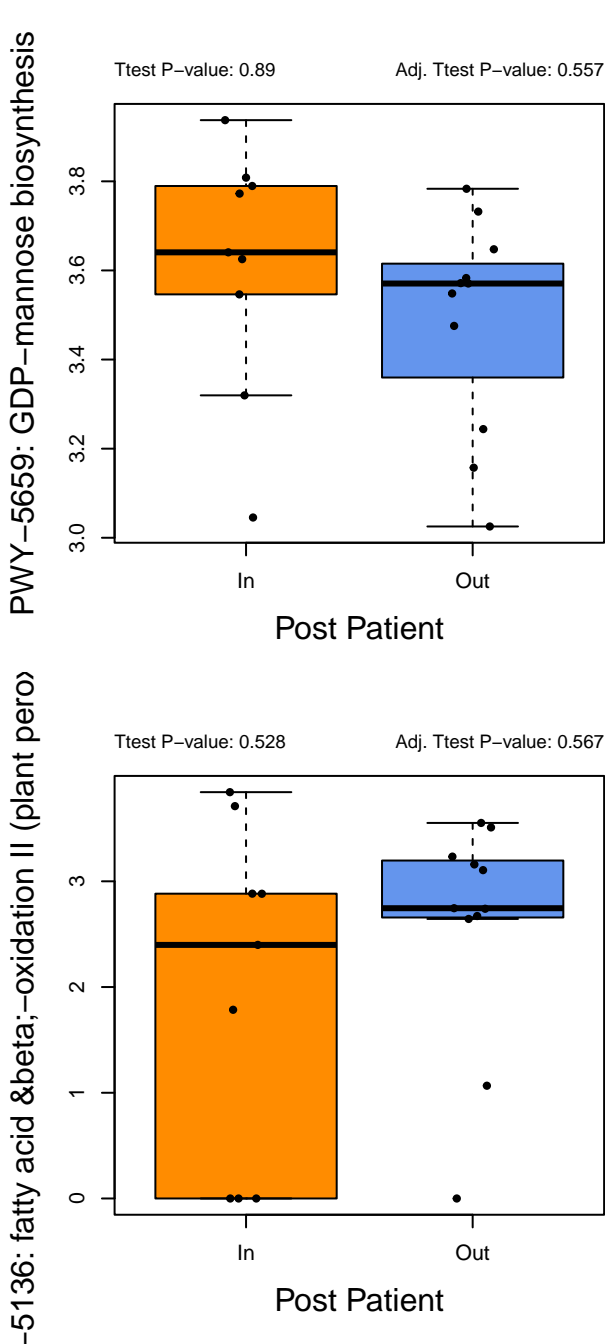 Ttest P−value: 0.89
Adj. Ttest P−value: 0.557
PWY−5659: GDP−mannose biosynthesis
3.8
3.6
3.4
3.2
3.0
In
Out
Post Patient
Ttest P−value: 0.528
Adj. Ttest P−value: 0.567
−5136: fatty acid &beta;−oxidation II (plant pero
3
2
1
0
In
Out
Post Patient